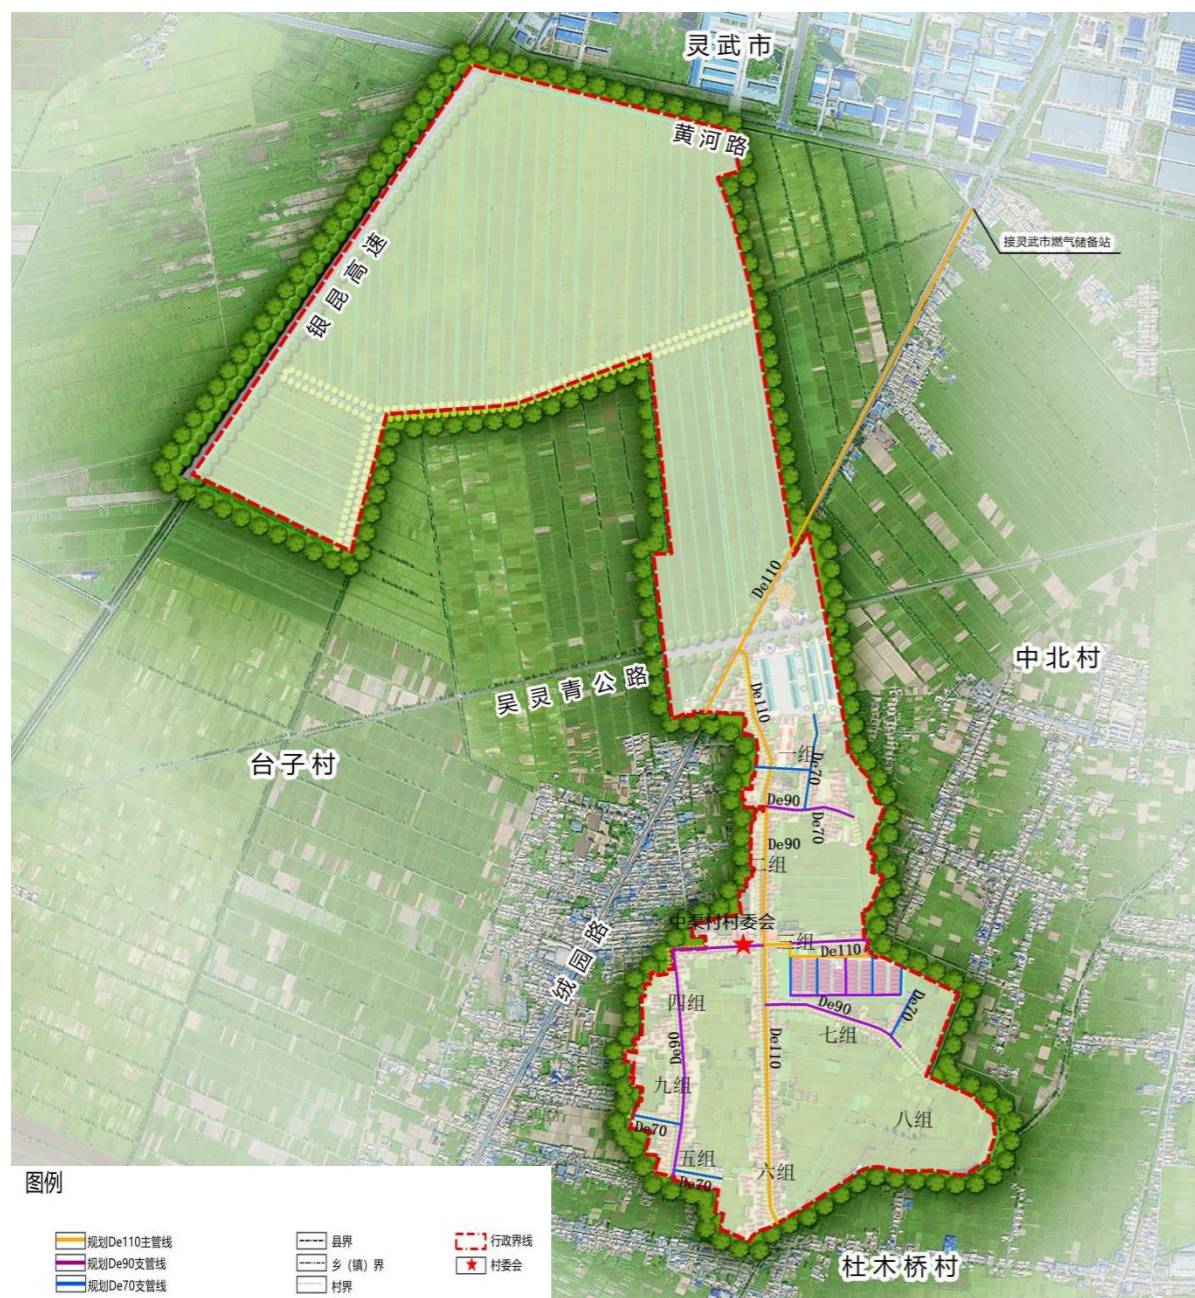 灵武市
黄河路
接灵武市燃气储备站
银昆高速
De110
中北村
吴灵青公路
De110
台子村
一组
De70
De90
De70
De90
二组
中渠村村委会
三组
De110
绒园路
四组
De90
De70
七组
De90
De110
九组
八组
De70
五组
六组
De70
杜木桥村
图例
规划De110主管线
规划De90支管线
规划De70支管线
县界
乡（镇）界
村界
行政界线
村委会